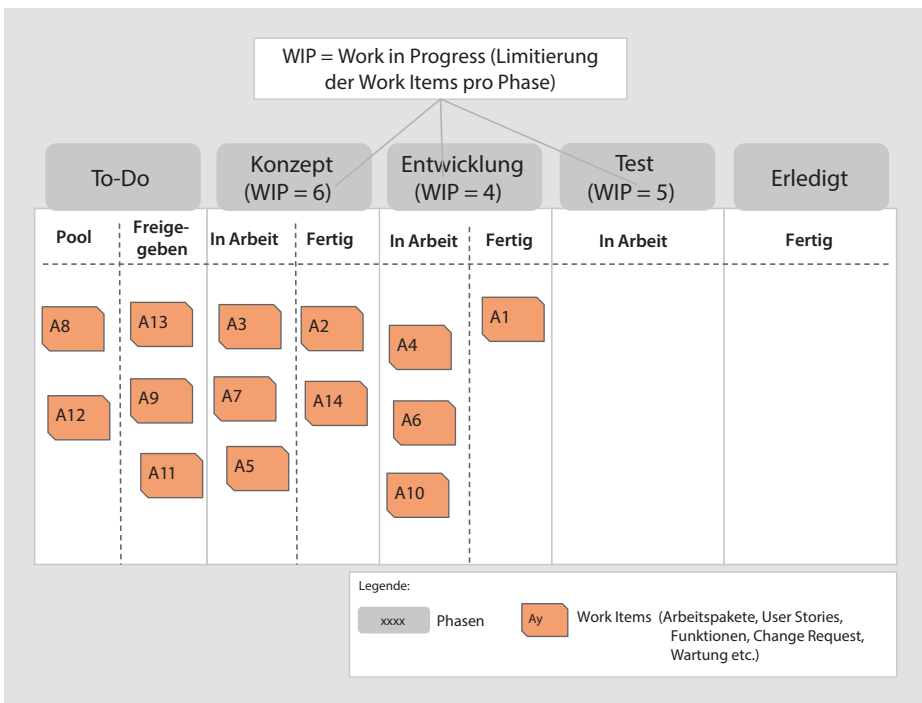 WIP = Work in Progress (Limitierung
der Work Items pro Phase)
To-Do
Konzept
(WIP = 6)
Entwicklung
(WIP = 4)
Test
(WIP = 5)
Erledigt
Pool
Freige-
geben
In Arbeit
Fertig
In Arbeit
Fertig
In Arbeit
Fertig
A8
A13
A3
A2
A4
A1
A12
A9
A7
A14
A6
A11
A5
A10
Legende:
xxxx
Phasen
Ay
Work Items (Arbeitspakete, User Stories,
Funktionen, Change Request,
Wartung etc.)